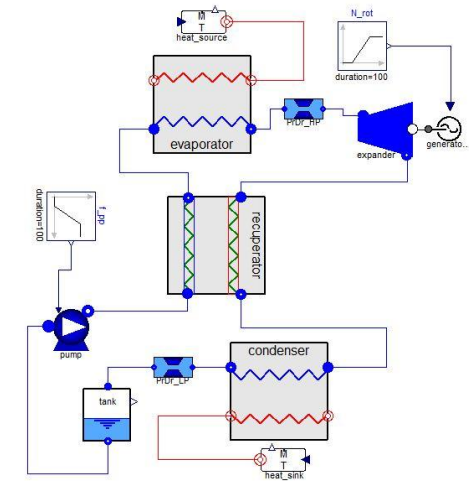 N_rot
M
T
heat_source
duration=100
PrDr_HP
evaporator
expander
generato...
f_pp
duration=100
recuperator
pump
condenser
PrDr_LP
tank
M
T
heat_sink